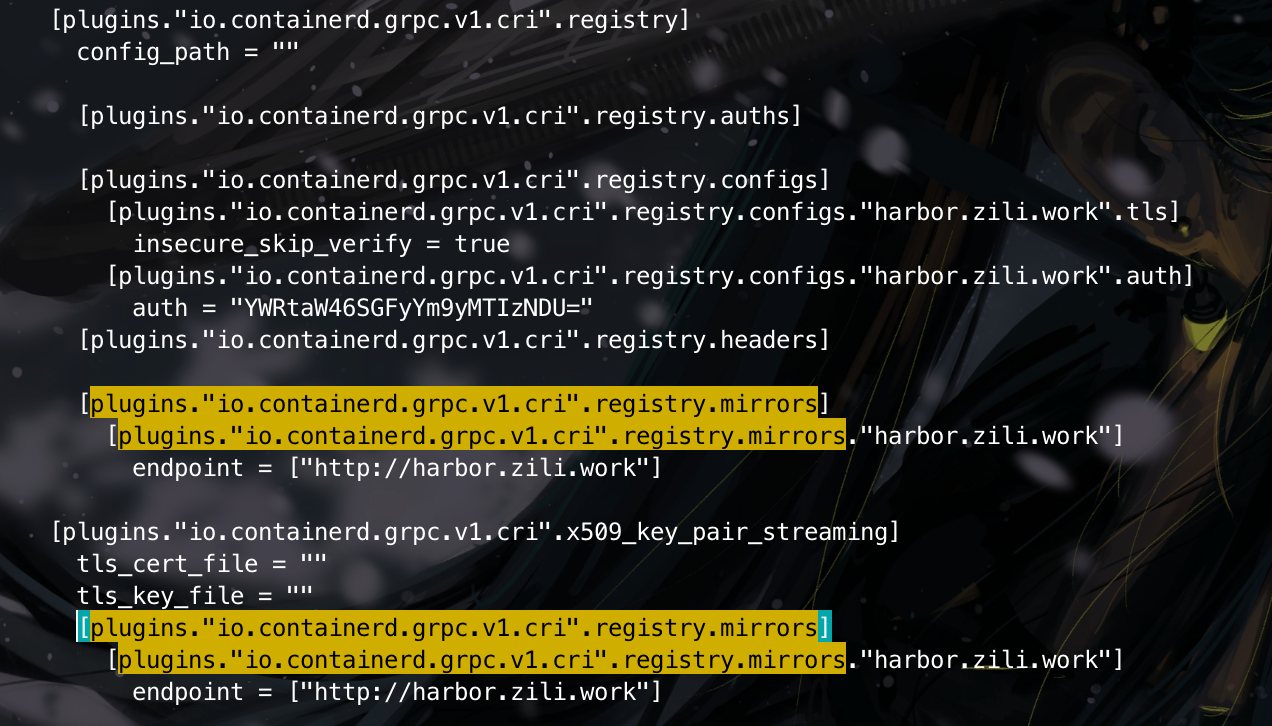 [plugins."io.containerd.grpc.v1.cri".registry]
config_path = ""
[plugins."io.containerd.grpc.v1.cri".registry.auths]
[plugins."io.containerd.grpc.v1.cri".registry.configs]
[plugins."io.containerd.grpc.v1.cri".registry.configs."harbor.zili.work".tls]
insecure_skip_verify = true
[plugins."io.containerd.grpc.v1.cri".registry.configs."harbor.zili.work".auth]
auth = "YWRtaW46SGFyYm9yMTIzNDU="
[plugins."io.containerd.grpc.v1.cri".registry.headers]
[plugins."io.containerd.grpc.v1.cri".registry.mirrors]
[plugins."io.containerd.grpc.v1.cri".registry.mirrors."harbor.zili.work"]
endpoint = ["http://harbor.zili.work"]
[plugins."io.containerd.grpc.v1.cri".x509_key_pair_streaming]
tls_cert_file = ""
tls_key_file = ""
[plugins."io.containerd.grpc.v1.cri".registry.mirrors]
[plugins."io.containerd.grpc.v1.cri".registry.mirrors."harbor.zili.work"]
endpoint = ["http://harbor.zili.work"]